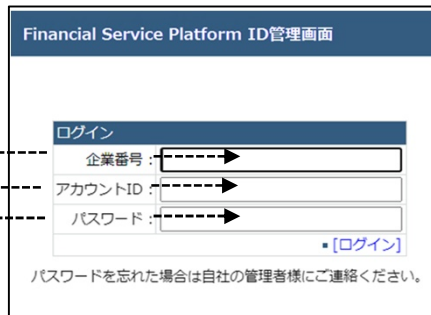 Financial Service Platform ID管理画面
ログイン
企業番号：
アカウントID：
パスワード：
▪[ログイン]
パスワードを忘れた場合は自社の管理者様にご連絡ください。